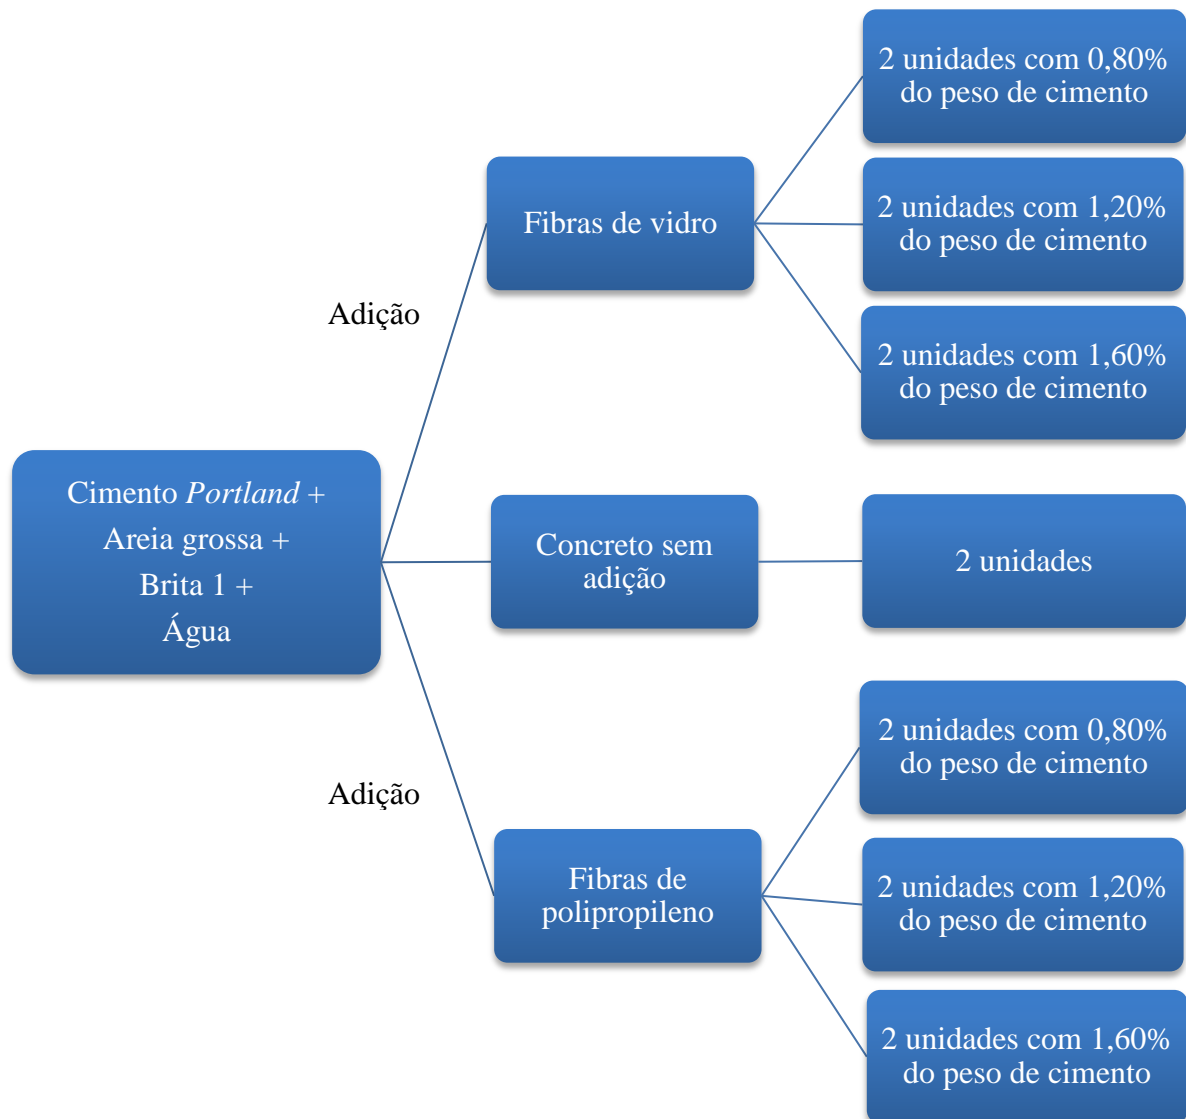 2 unidades com 0,80%
do peso de cimento
Fibras de vidro
2 unidades com 1,20%
do peso de cimento
Adição
2 unidades com 1,60%
do peso de cimento
Cimento Portland +
Areia grossa +
Brita 1 +
Água
Concreto sem
adição
2 unidades
2 unidades com 0,80%
do peso de cimento
Adição
Fibras de
polipropileno
2 unidades com 1,20%
do peso de cimento
2 unidades com 1,60%
do peso de cimento